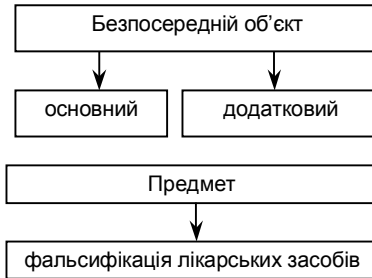 Безпосередній об’єкт
основний додатковий
Предмет
фальсифікація лікарських засобів